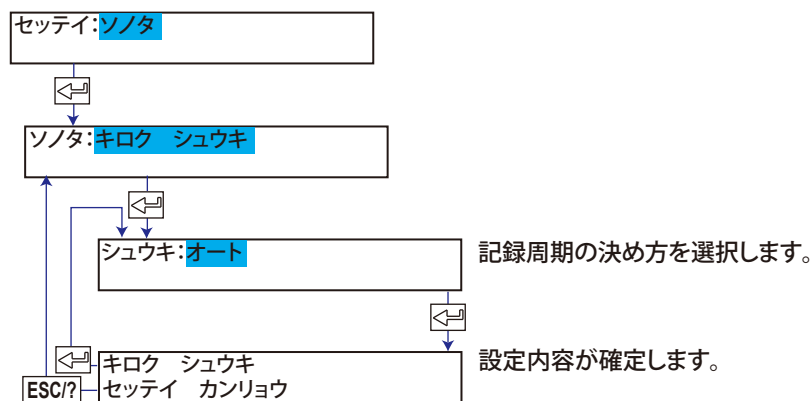 セッテイ：ソノタ
ソノタ：キロク　シュウキ
シュウキ：オート
記録周期の決め方を選択します。
キロク　シュウキ
設定内容が確定します。
ESC/?
セッテイ　カンリョウ